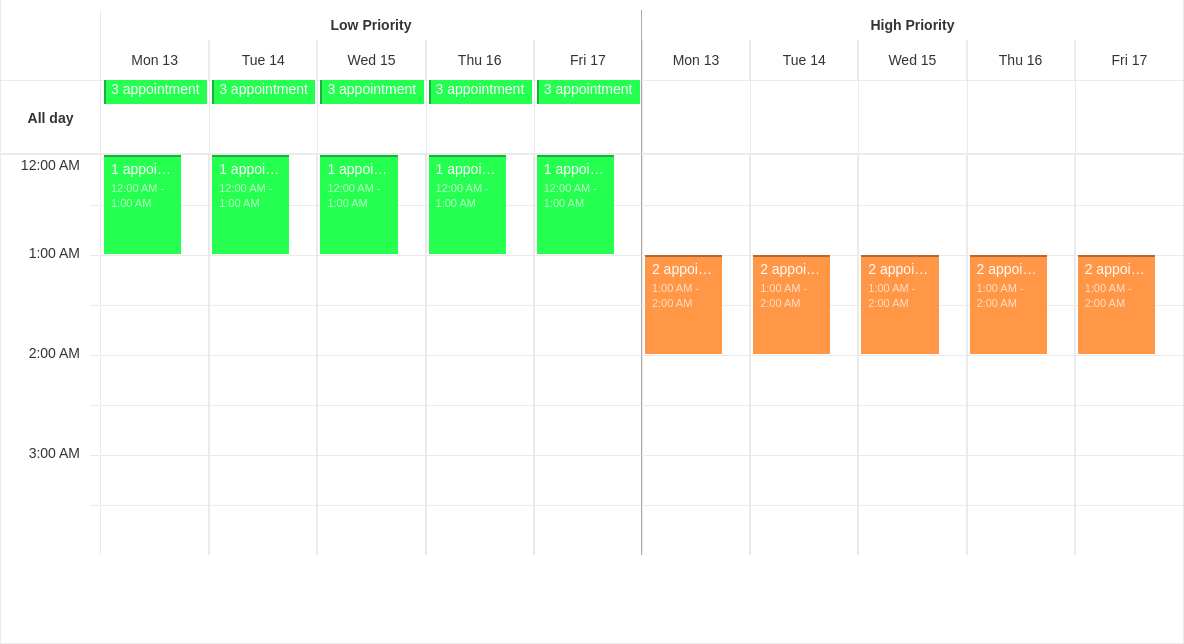 Low Priority High Priority
Mon 13 Tue 14 Wed 15 Thu 16 Fri 17 Mon 13 Tue 14 Wed 15 Thu 16 Fri 17
3 appointment 3 appointment 3 appointment 3 appointment 3 appointment
All day
12:00 AM 1 appoi… 1 appoi… 1 appoi… 1 appoi… 1 appoi…
12:00 AM - 12:00 AM - 12:00 AM - 12:00 AM - 12:00 AM -
1:00 AM 1:00 AM 1:00 AM 1:00 AM 1:00 AM
1:00 AM 2 appoi… 2 appoi… 2 appoi… 2 appoi… 2 appoi…
1:00 AM - 1:00 AM - 1:00 AM - 1:00 AM - 1:00 AM -
2:00 AM 2:00 AM 2:00 AM 2:00 AM 2:00 AM
2:00 AM
3:00 AM